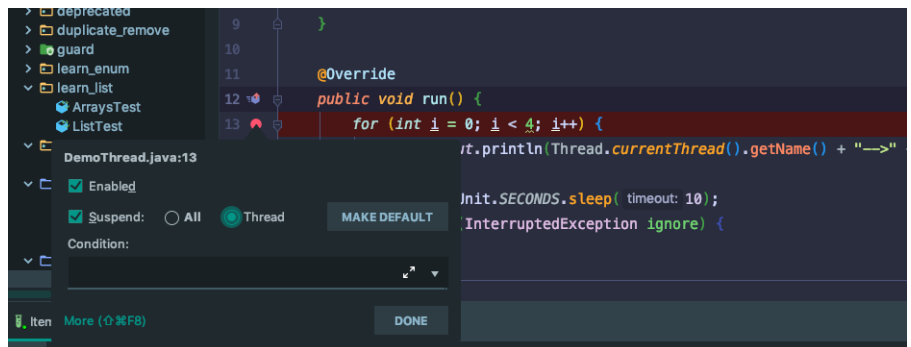 deprecated
duplicate_remove
guard
learn_enum
learn_list
ArraysTest
ListTest
9 }
10
11 @Override
12 public void run() {
13 for (int i = 0; i < 4; i++) {
ut.println(Thread.currentThread().getName() + "-->"
Unit.SECONDS.sleep( timeout: 10);
(InterruptedException ignore) {
DemoThread.java:13
Enabled
Suspend: All Thread MAKE DEFAULT
Condition:
More (⇧⌘F8) DONE
Item